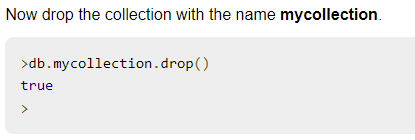 Now drop the collection with the name mycollection.
>db.mycollection.drop()
true
>